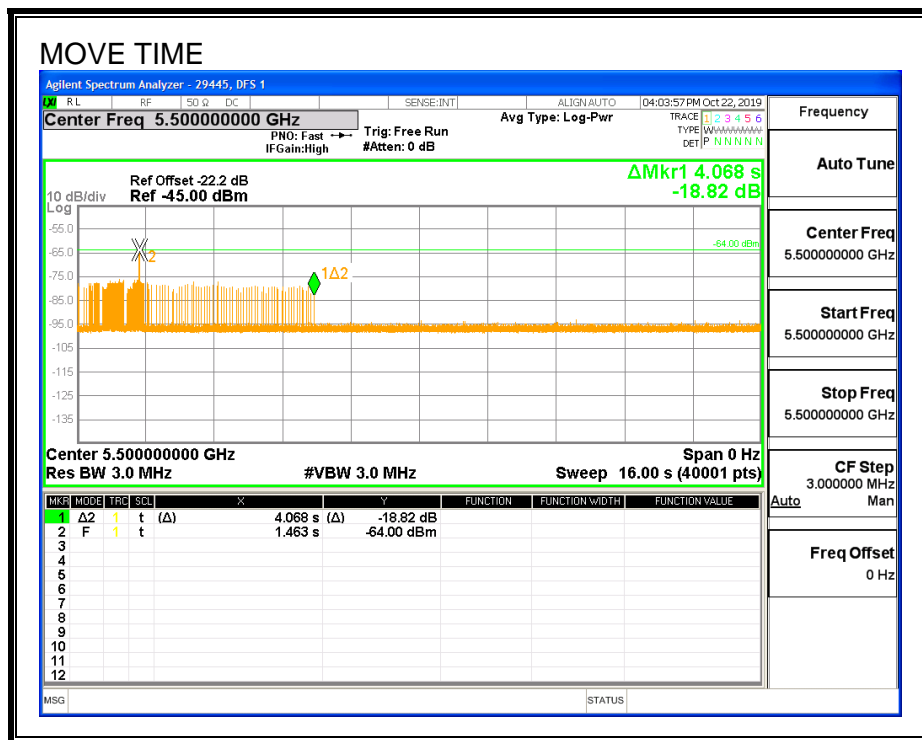 MOVE TIME
Agilent Spectrum Analyzer - 29445, DFS 1
LXI RL RF 50 Ω DC SENSE:INT ALIGN AUTO 04:03:57 PM Oct 22, 2019
Center Freq 5.500000000 GHz
PNO: Fast
IFGain:High
Trig: Free Run
#Atten: 0 dB
Avg Type: Log-Pwr
TRACE 1 2 3 4 5 6
TYPE
DET P N N N N N
ΔMkr1 4.068 s
-18.82 dB
Ref Offset -22.2 dB
10 dB/div Ref -45.00 dBm
Log
-55.0
-64.00 dBm
-65.0
2
1Δ2
-75.0
-85.0
-95.0
-105
-115
-125
-135
Center 5.500000000 GHz Span 0 Hz
Res BW 3.0 MHz #VBW 3.0 MHz Sweep 16.00 s (40001 pts)
MKR MODE TRC SCL X Y FUNCTION FUNCTION WIDTH FUNCTION VALUE
1 Δ2 1 t (Δ) 4.068 s (Δ) -18.82 dB
2 F 1 t 1.463 s -64.00 dBm
3
4
5
6
7
8
9
10
11
12
MSG STATUS
Frequency
Auto Tune
Center Freq
5.500000000 GHz
Start Freq
5.500000000 GHz
Stop Freq
5.500000000 GHz
CF Step
3.000000 MHz
Auto Man
Freq Offset
0 Hz